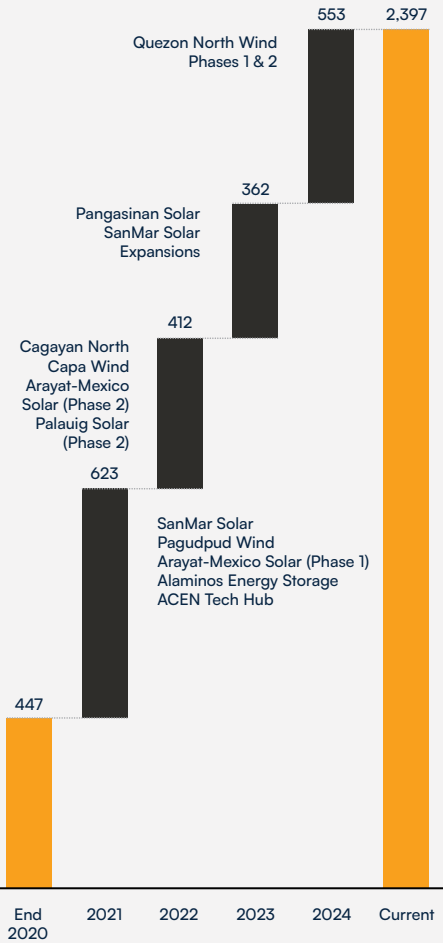 553
2,397
Quezon North Wind
Phases 1 & 2
362
Pangasinan Solar
SanMar Solar
Expansions
412
Cagayan North
Capa Wind
Arayat-Mexico
Solar (Phase 2)
Palauig Solar
(Phase 2)
623
SanMar Solar
Pagudpud Wind
Arayat-Mexico Solar (Phase 1)
Alaminos Energy Storage
ACEN Tech Hub
447
End
2020
2021
2022
2023
2024
Current